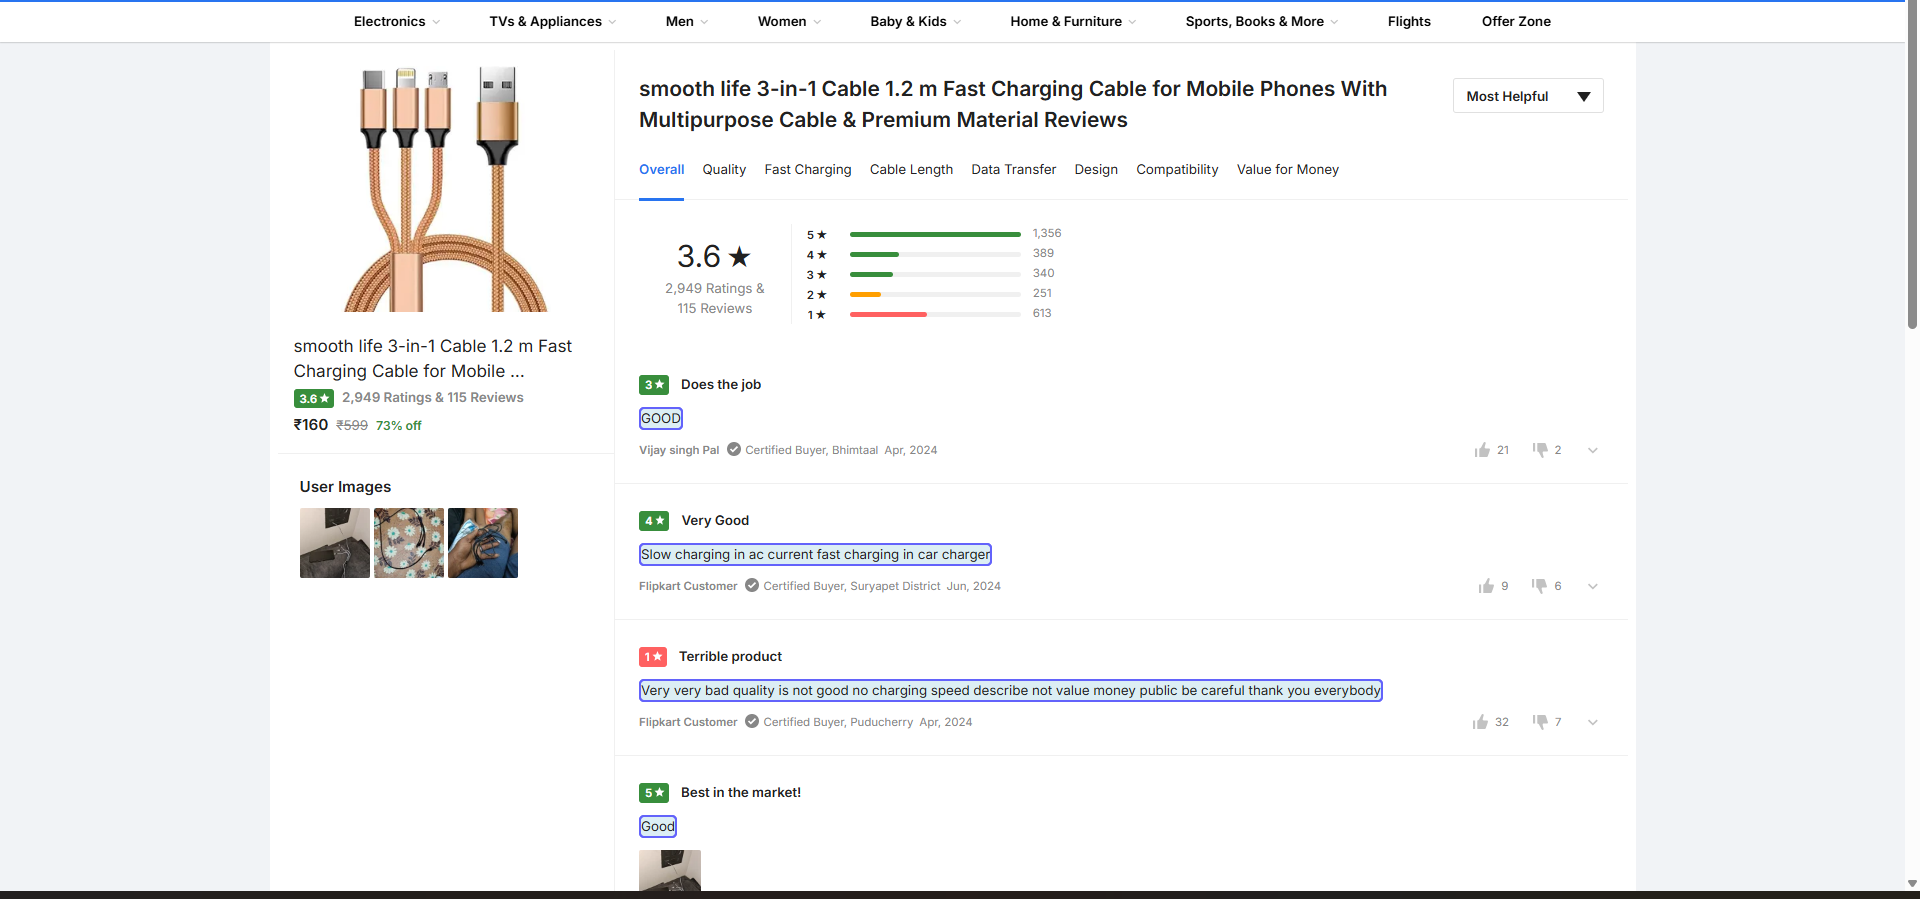 Electronics
TVs & Appliances
Men
Women
Baby & Kids
Home & Furniture
Sports, Books & More
Flights
Offer Zone
smooth life 3-in-1 Cable 1.2 m Fast
Charging Cable for Mobile ...
3.6★ 2,949 Ratings & 115 Reviews
₹160 ₹599 73% off
User Images
smooth life 3-in-1 Cable 1.2 m Fast Charging Cable for Mobile Phones With
Multipurpose Cable & Premium Material Reviews
Most Helpful
Overall
Quality
Fast Charging
Cable Length
Data Transfer
Design
Compatibility
Value for Money
3.6★
2,949 Ratings &
115 Reviews
5★ 1,356
4★ 389
3★ 340
2★ 251
1★ 613
3★ Does the job
GOOD
Vijay singh Pal Certified Buyer, Bhimtaal Apr, 2024 21 2
4★ Very Good
Slow charging in ac current fast charging in car charger
Flipkart Customer Certified Buyer, Suryapet District Jun, 2024 9 6
1★ Terrible product
Very very bad quality is not good no charging speed describe not value money public be careful thank you everybody
Flipkart Customer Certified Buyer, Puducherry Apr, 2024 32 7
5★ Best in the market!
Good